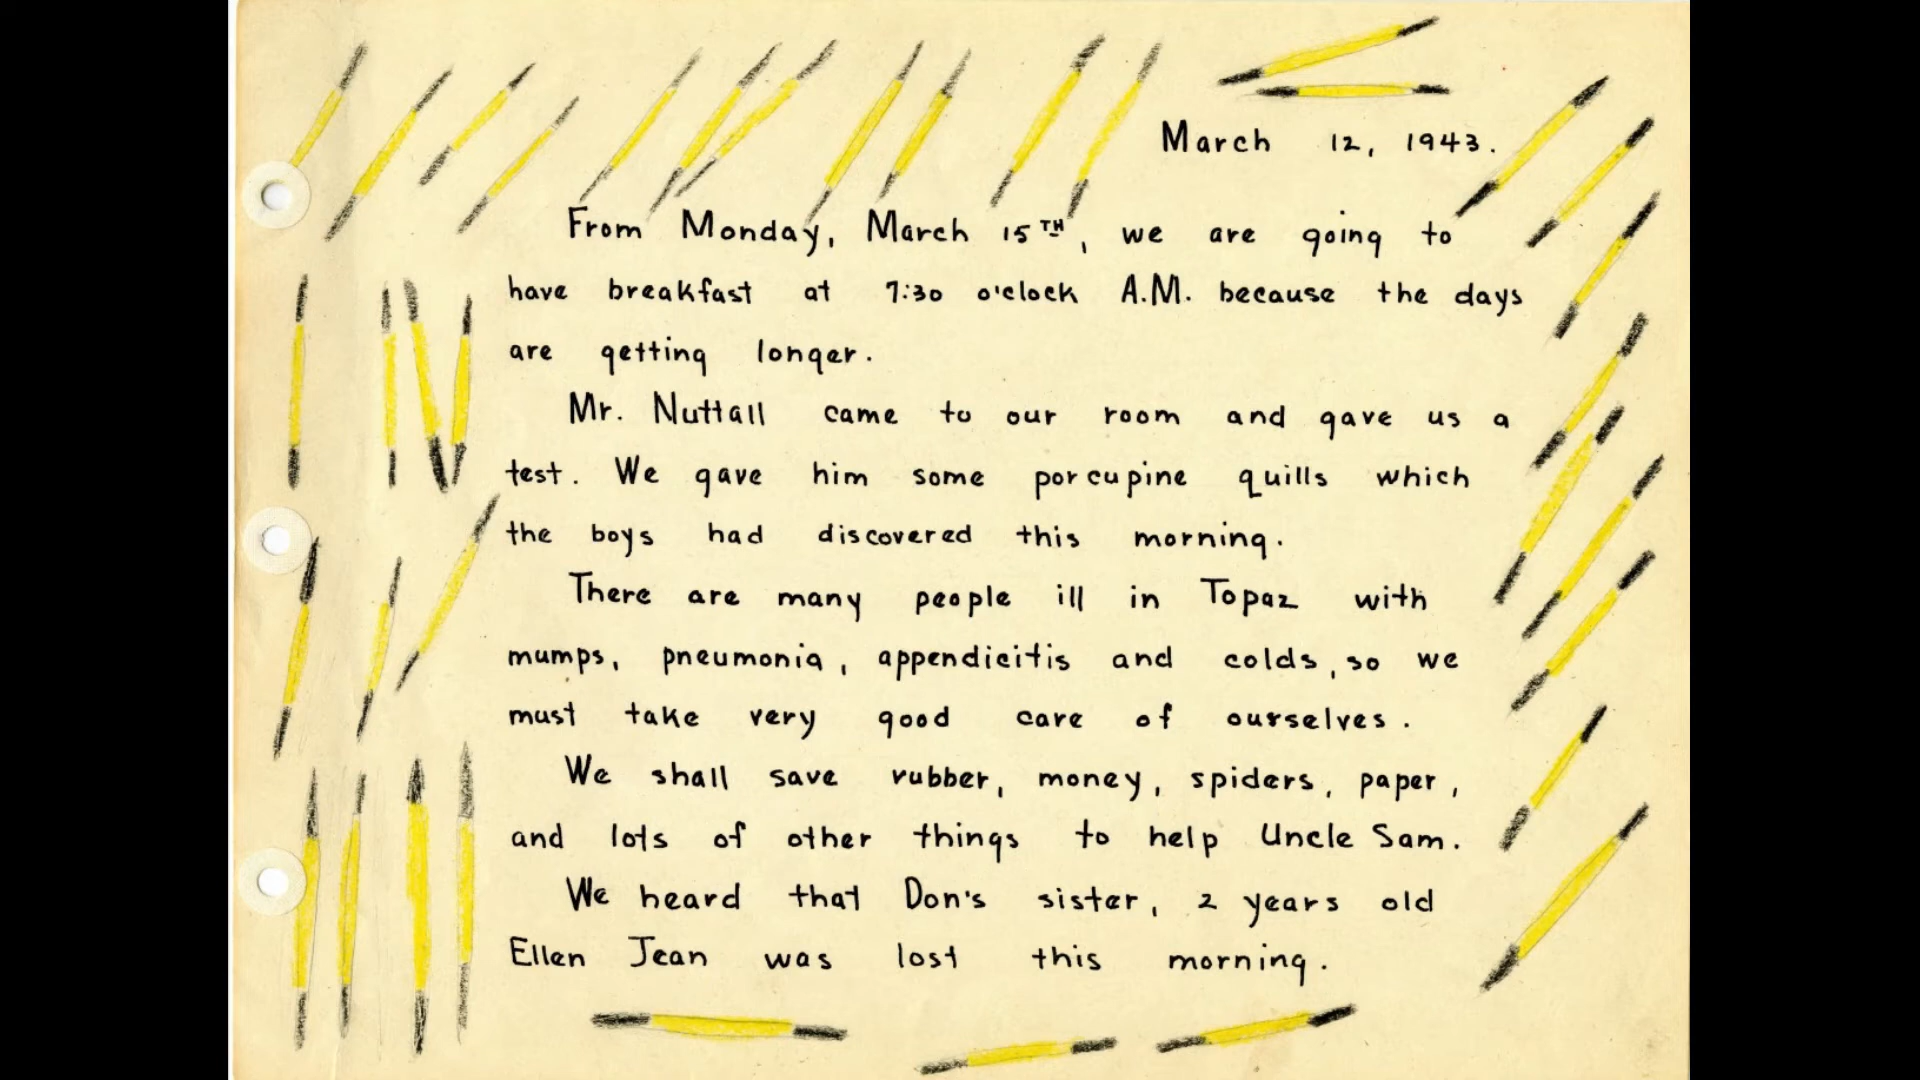 March 12, 1943.
From Monday, March 15TH, we are going to
have breakfast at 7:30 o'clock A.M. because the days
are getting longer.
Mr. Nuttall came to our room and gave us a
test. We gave him some porcupine quills which
the boys had discovered this morning.
There are many people ill in Topaz with
mumps, pneumonia, appendicitis and colds, so we
must take very good care of ourselves.
We shall save rubber, money, spiders, paper,
and lots of other things to help Uncle Sam.
We heard that Don's sister, 2 years old
Ellen Jean was lost this morning.